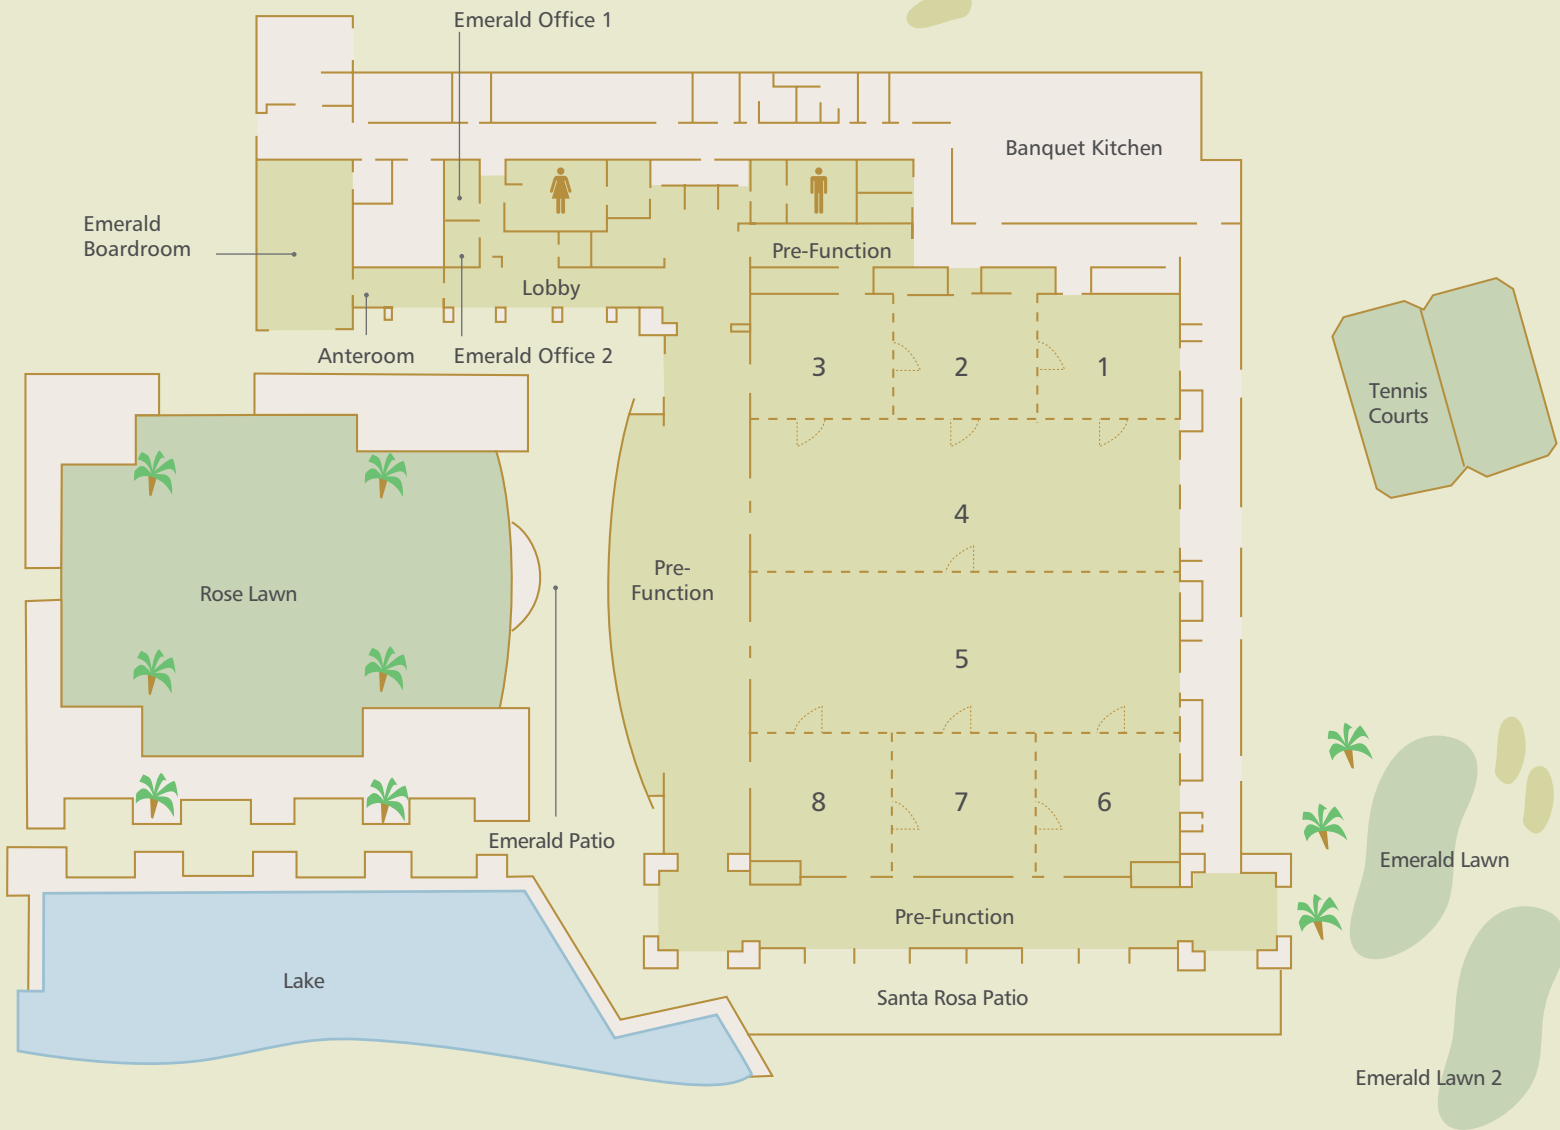 Emerald Office 1
Banquet Kitchen
Emerald
Boardroom
Pre-Function
Lobby
Anteroom
Emerald Office 2
3
2
1
Tennis
Courts
4
Pre-
Function
Rose Lawn
5
8
7
6
Emerald Patio
Emerald Lawn
Pre-Function
Lake
Santa Rosa Patio
Emerald Lawn 2